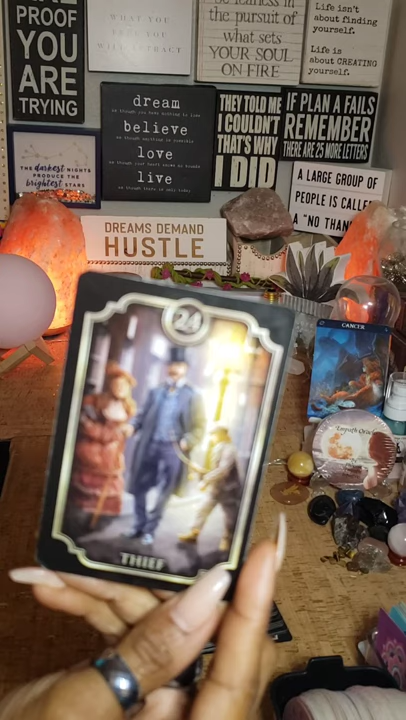 PROOF
YOU
ARE
TRYING
WHAT YOU
the pursuit of
what sets
YOUR SOUL
ON FIRE
Life isn't
about finding
yourself.
Life is
about CREATING
yourself.
dream
believe
love
live
THEY TOLD ME
I COULDN'T
THAT'S WHY
I DID
IF PLAN A FAILS
REMEMBER
THERE ARE 25 MORE LETTERS
THE darkest NIGHTS
PRODUCE THE
brightest STARS
A LARGE GROUP OF
PEOPLE IS CALLED
A "NO THAN
DREAMS DEMAND
HUSTLE
CANCER
24
THIEF